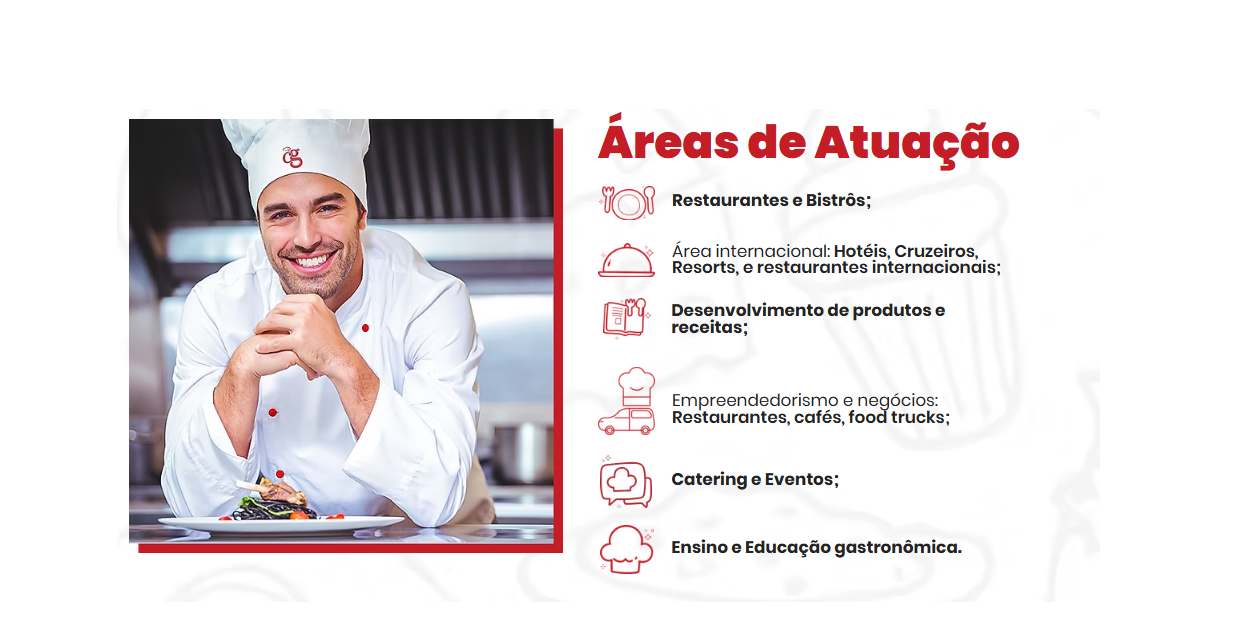 cg
Áreas de Atuação
Restaurantes e Bistrôs;
Área internacional: Hotéis, Cruzeiros,
Resorts, e restaurantes internacionais;
Desenvolvimento de produtos e
receitas;
Empreendedorismo e negócios:
Restaurantes, cafés, food trucks;
Catering e Eventos;
Ensino e Educação gastronômica.